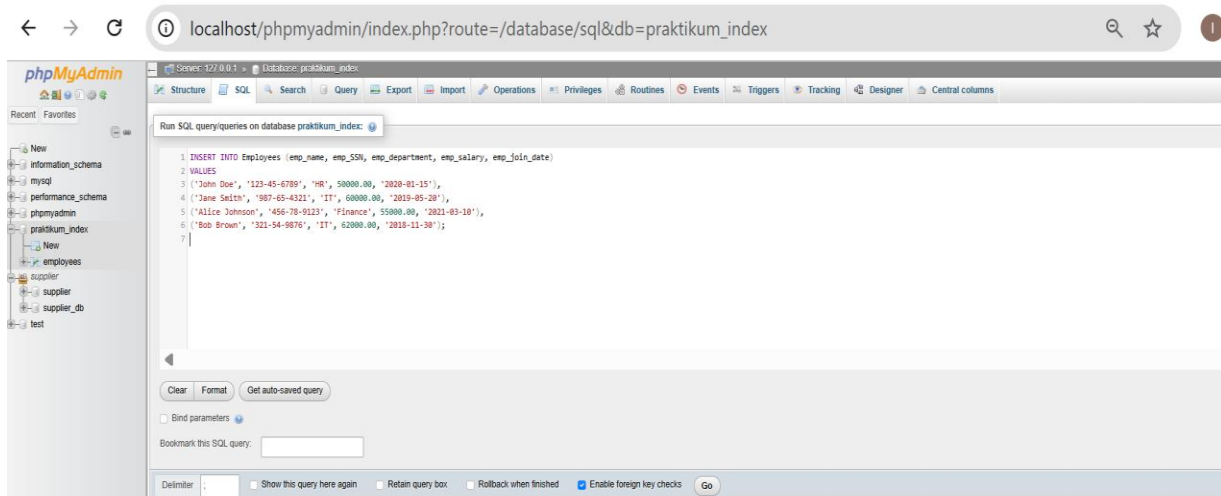 localhost/phpmyadmin/index.php?route=/database/sql&db=praktikum_index
I
phpMyAdmin
Recent Favorites
New
information_schema
mysql
performance_schema
phpmyadmin
praktikum_index
New
employees
supplier
supplier
supplier_db
test
Server: 127.0.0.1 » Database: praktikum_index
Structure SQL Search Query Export Import Operations Privileges Routines Events Triggers Tracking Designer Central columns
Run SQL query/queries on database praktikum_index:
1 INSERT INTO Employees (emp_name, emp_SSN, emp_department, emp_salary, emp_join_date)
2 VALUES
3 ('John Doe', '123-45-6789', 'HR', 50000.00, '2020-01-15'),
4 ('Jane Smith', '987-65-4321', 'IT', 60000.00, '2019-05-20'),
5 ('Alice Johnson', '456-78-9123', 'Finance', 55000.00, '2021-03-10'),
6 ('Bob Brown', '321-54-9876', 'IT', 62000.00, '2018-11-30');
7
Clear Format Get auto-saved query
Bind parameters
Bookmark this SQL query:
Delimiter ; Show this query here again Retain query box Rollback when finished Enable foreign key checks Go